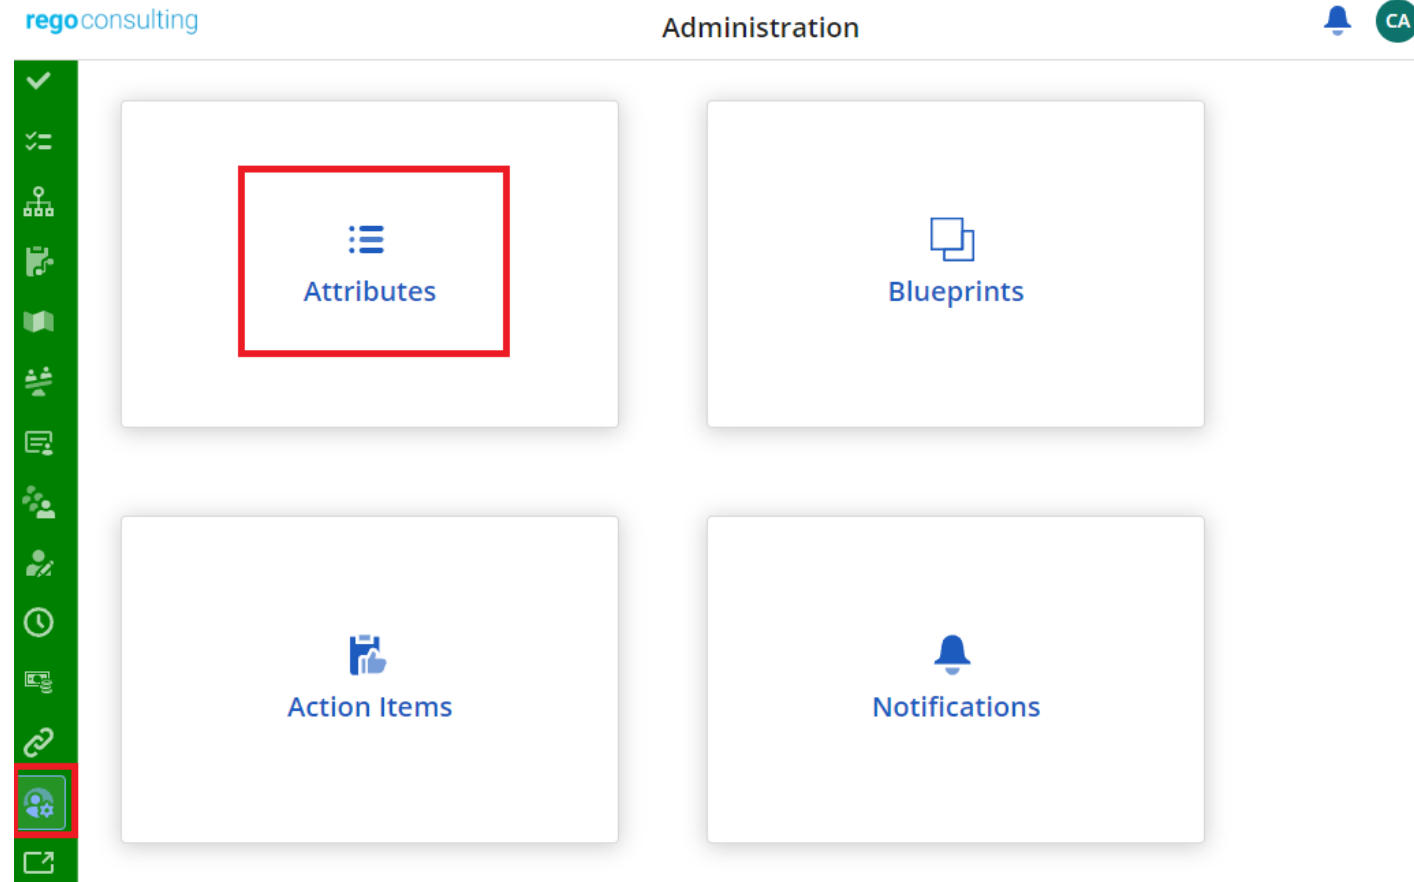 regoconsulting
Administration
CA
Attributes
Blueprints
Action Items
Notifications